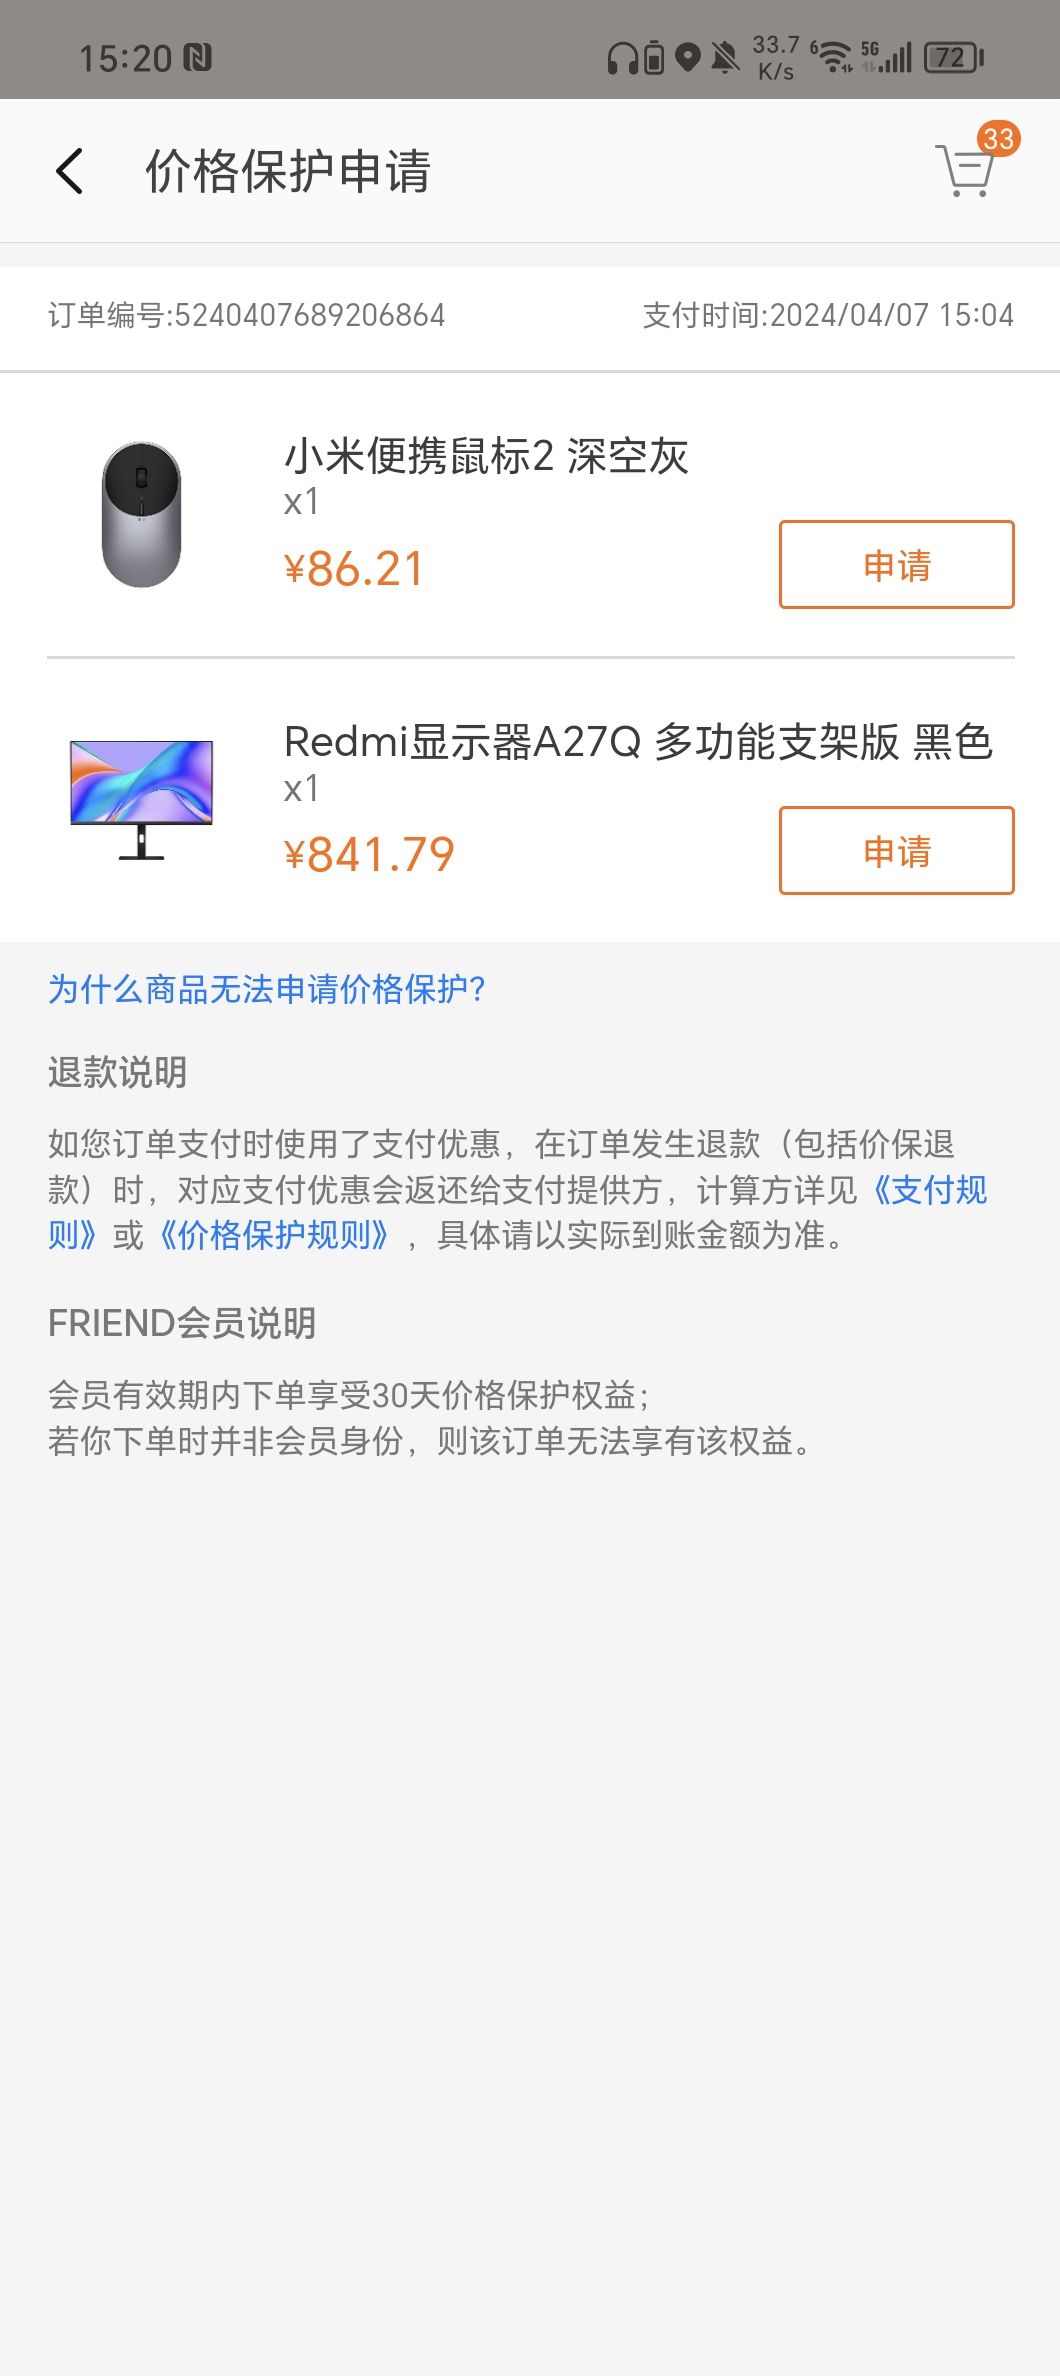 15:20
33.7
K/s
6
5G
72
价格保护申请
33
订单编号:5240407689206864
支付时间:2024/04/07 15:04
小米便携鼠标2 深空灰
x1
¥86.21
申请
Redmi显示器A27Q 多功能支架版 黑色
x1
¥841.79
申请
为什么商品无法申请价格保护?
退款说明
如您订单支付时使用了支付优惠，在订单发生退款（包括价保退
款）时，对应支付优惠会返还给支付提供方，计算方详见《支付规
则》或《价格保护规则》，具体请以实际到账金额为准。
FRIEND会员说明
会员有效期内下单享受30天价格保护权益；
若你下单时并非会员身份，则该订单无法享有该权益。